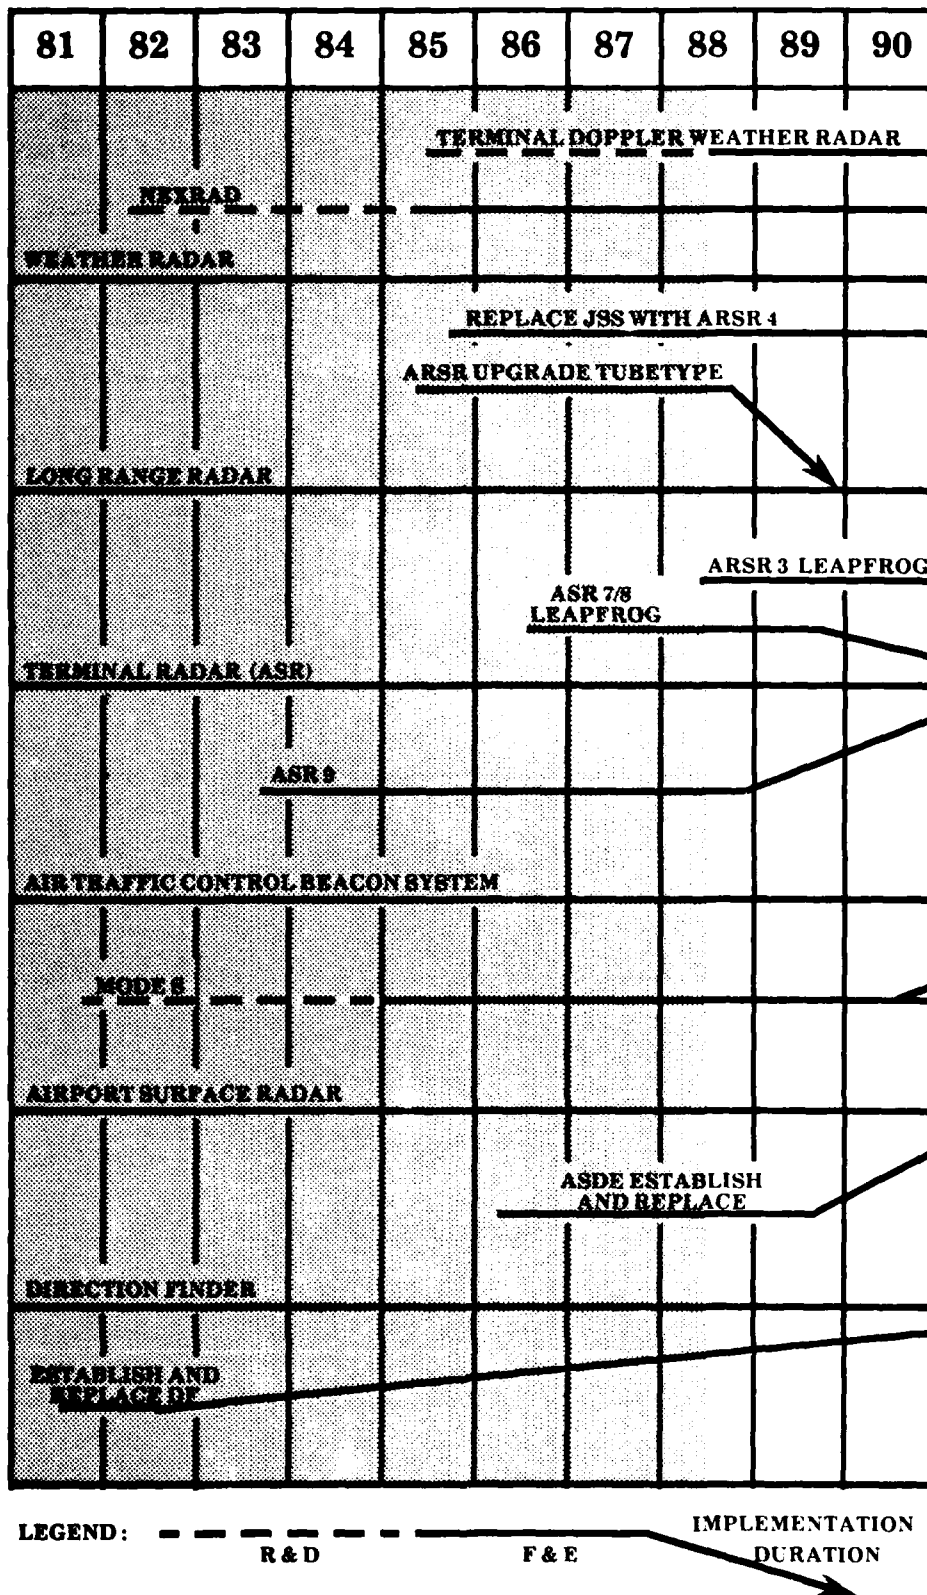 81 82 83 84 85 86 87 88 89 90
TERMINAL DOPPLER WEATHER RADAR
NEXRAD
WEATHER RADAR
REPLACE JSS WITH ARSR 4
ARSR UPGRADE TUBETYPE
LONG RANGE RADAR
ARSR 3 LEAPFROG
ASR 7/8
LEAPFROG
TERMINAL RADAR (ASR)
ASR 9
AIR TRAFFIC CONTROL BEACON SYSTEM
MODE S
AIRPORT SURFACE RADAR
ASDE ESTABLISH
AND REPLACE
DIRECTION FINDER
ESTABLISH AND
REPLACE DF
LEGEND:
R & D
F & E
IMPLEMENTATION
DURATION